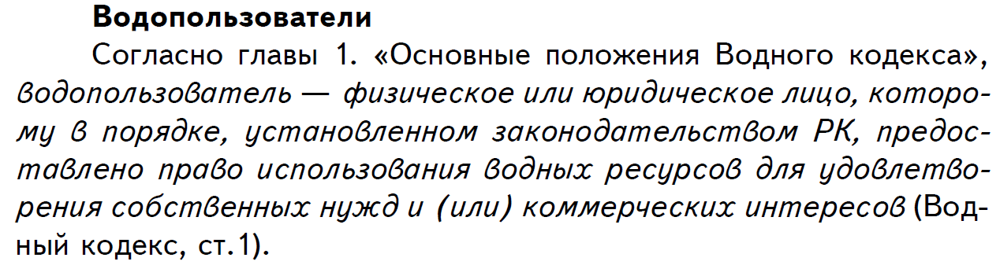 Водопользователи
Согласно главы 1. «Основные положения Водного кодекса»,
водопользователь — физическое или юридическое лицо, которо-
му в порядке, установленном законодательством РК, предос-
тавлено право использования водных ресурсов для удовлетво-
рения собственных нужд и (или) коммерческих интересов (Вод-
ный кодекс, ст.1).